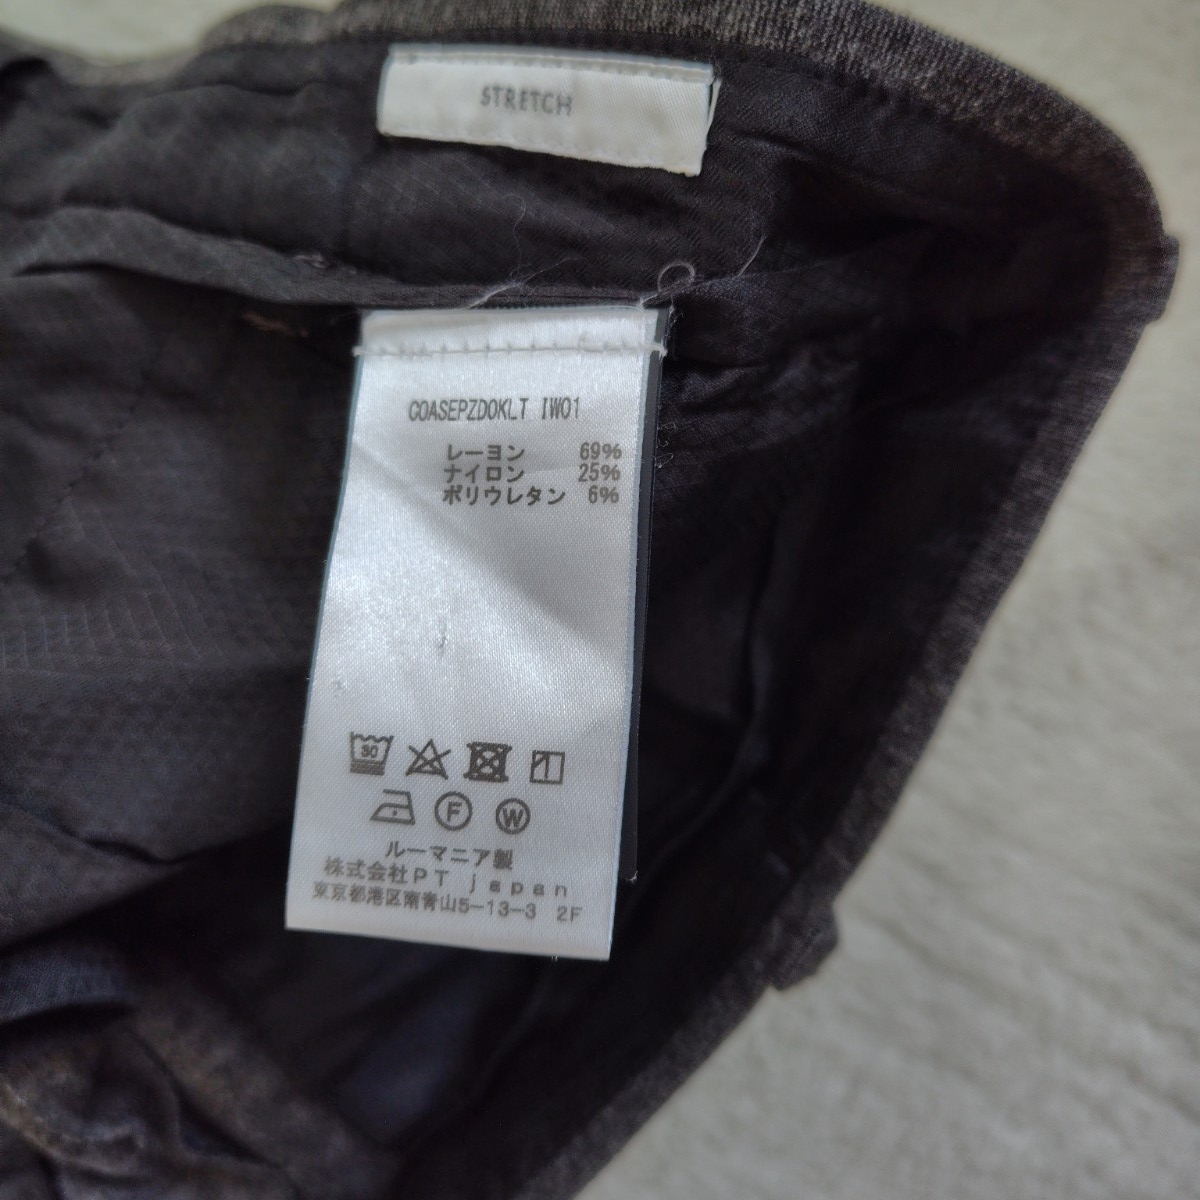 STRETCH
COASEPZDOKLT IW01
レーヨン 69%
ナイロン 25%
ポリウレタン 6%
30
F W
ルーマニア製
株式会社PT japan
東京都港区南青山5-13-3 2F